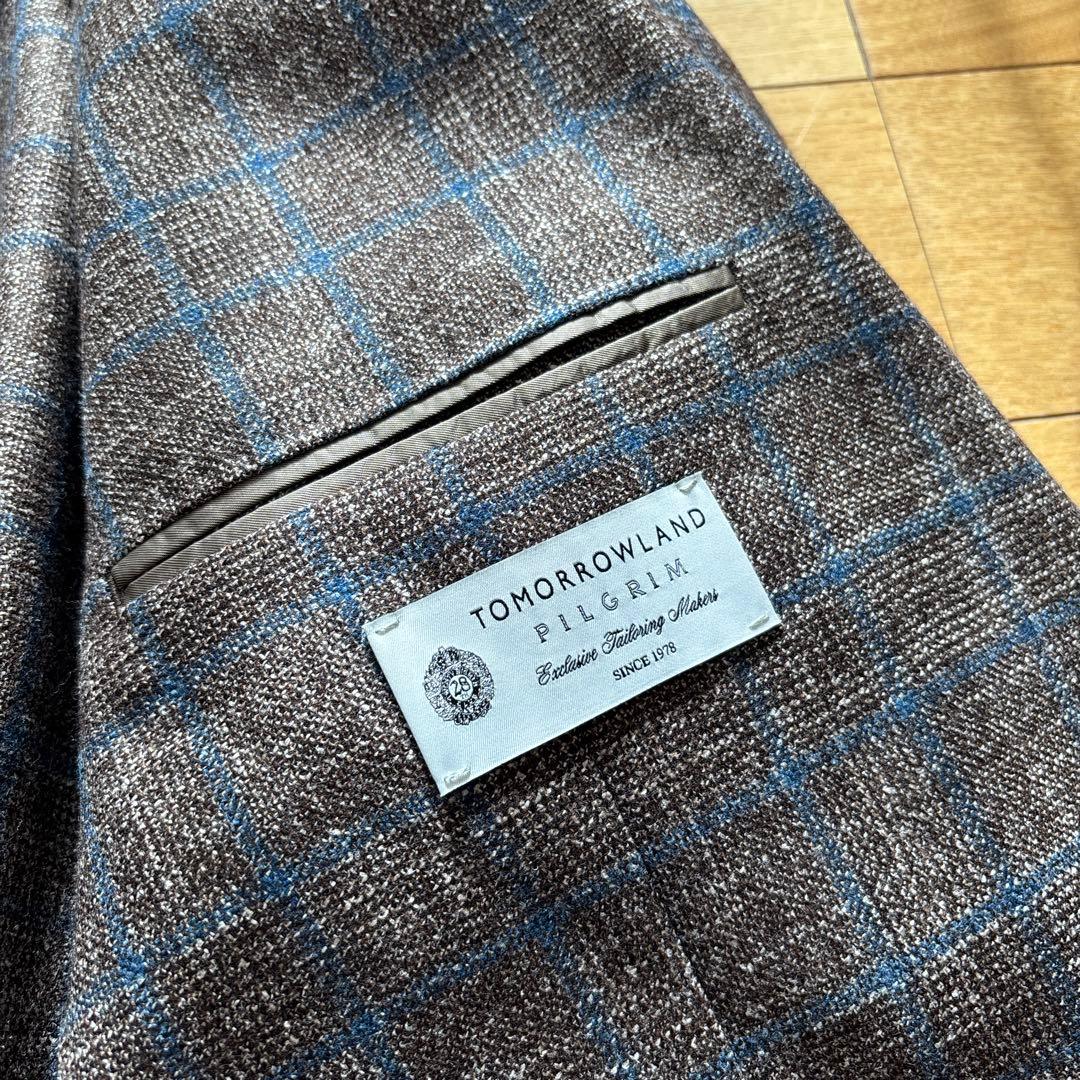 TOMORROWLAND
PILGRIM
Exclusive Tailoring Makers
SINCE 1978